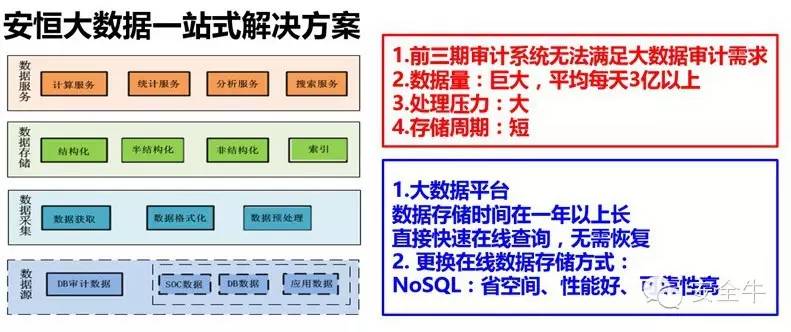 安恒大数据一站式解决方案
数据服务
计算服务 统计服务 分析服务 搜索服务
数据存储
结构化 半结构化 非结构化 索引
数据采集
数据获取 数据格式化 数据预处理
数据源
DB审计数据 SOC数据 DB数据 应用数据
1.前三期审计系统无法满足大数据审计需求
2.数据量：巨大，平均每天3亿以上
3.处理压力：大
4.存储周期：短
1.大数据平台
数据存储时间在一年以上长
直接快速在线查询，无需恢复
2. 更换在线数据存储方式：
NoSQL：省空间、性能好、
安全牛